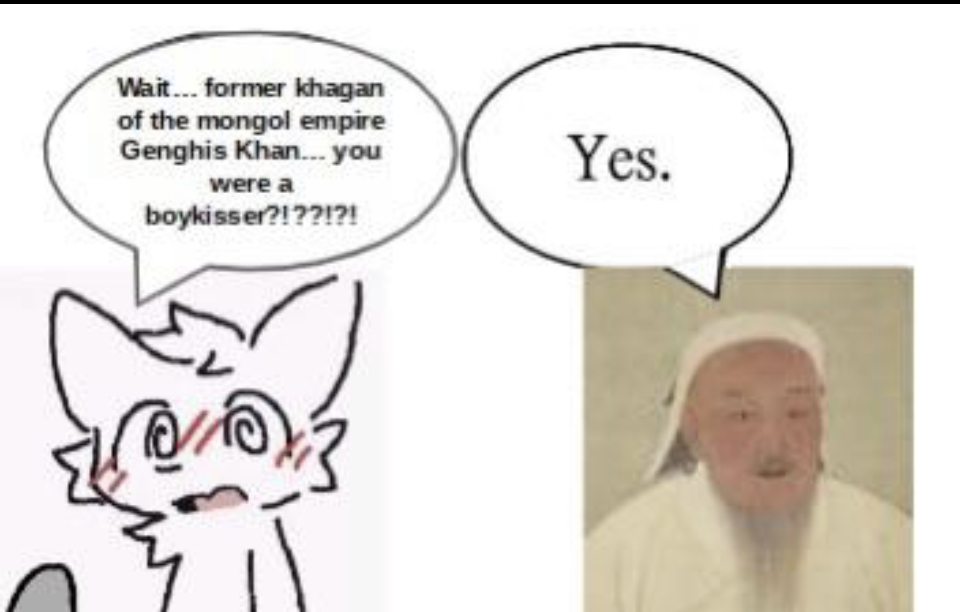 Wait... former khagan
of the mongol empire
Genghis Khan... you
were a
boykisser?!??!?!
Yes.